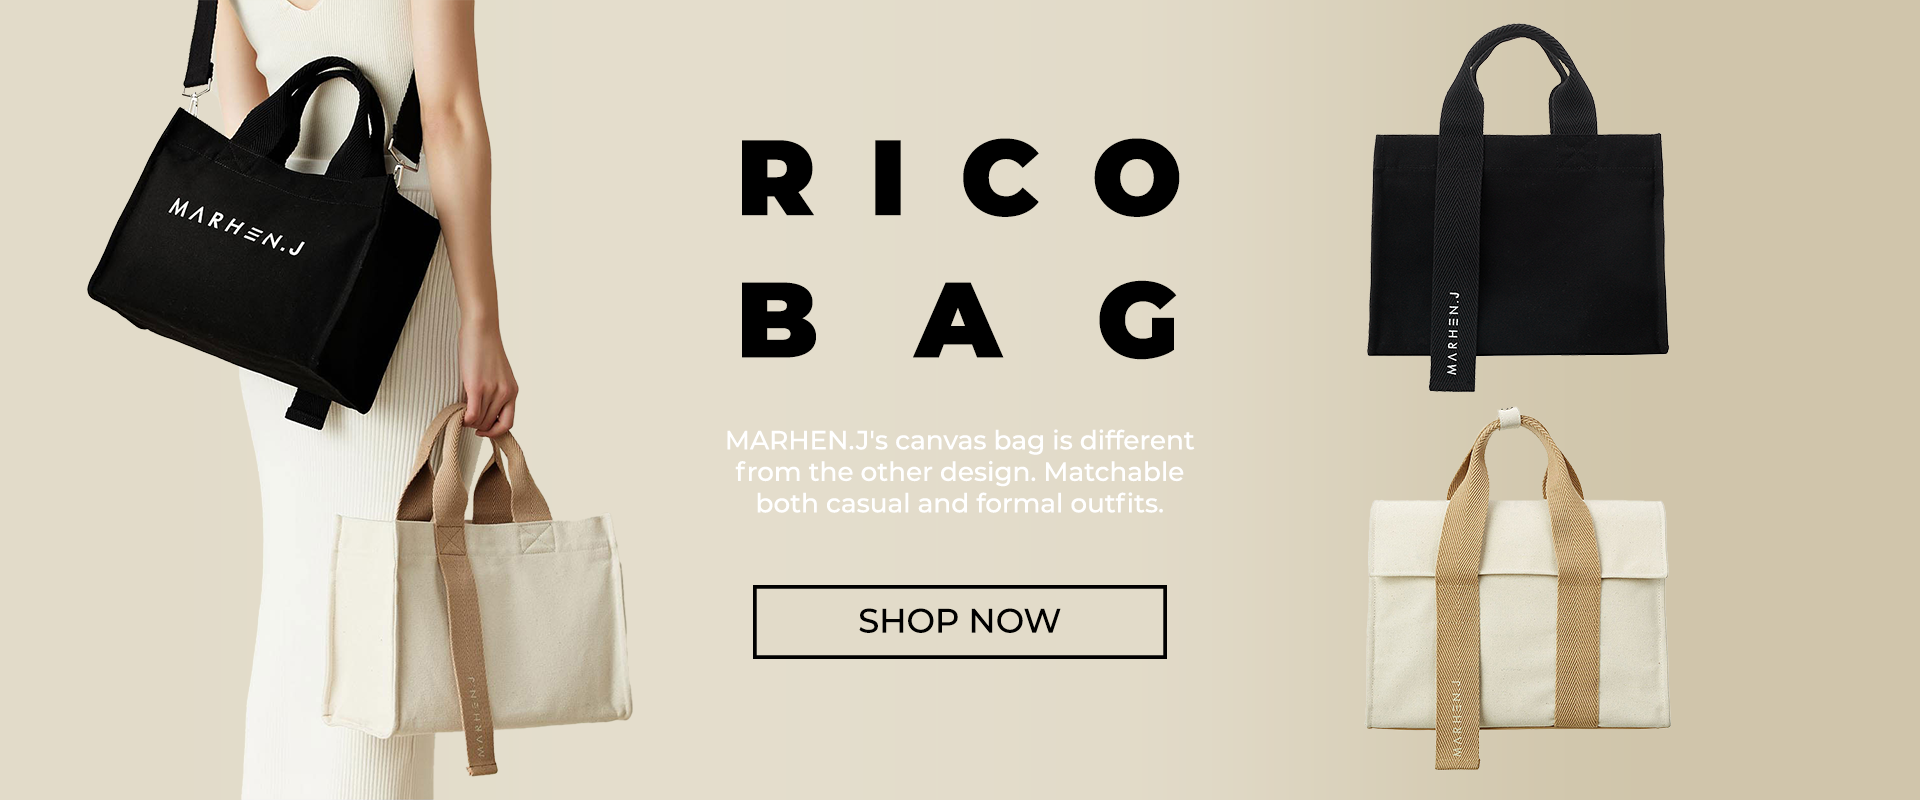 MARHEN.J
RICO
BAG
MARHEN.J's canvas bag is different
from the other design. Matchable
both casual and formal outfits.
SHOP NOW
MARHEN.J
MARHEN.J
MARHEN.J